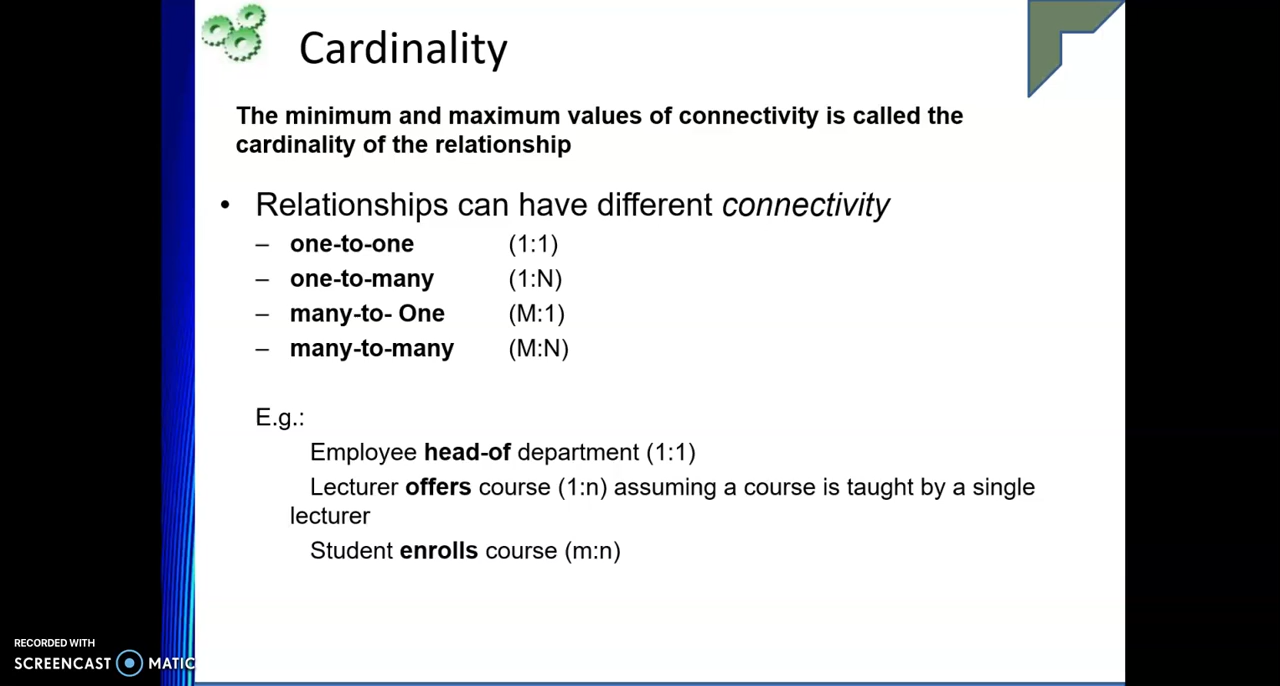 Cardinality
The minimum and maximum values of connectivity is called the
cardinality of the relationship
• Relationships can have different connectivity
– one-to-one (1:1)
– one-to-many (1:N)
– many-to- One (M:1)
– many-to-many (M:N)
E.g.:
Employee head-of department (1:1)
Lecturer offers course (1:n) assuming a course is taught by a single
lecturer
Student enrolls course (m:n)
RECORDED WITH
SCREENCAST MATIC